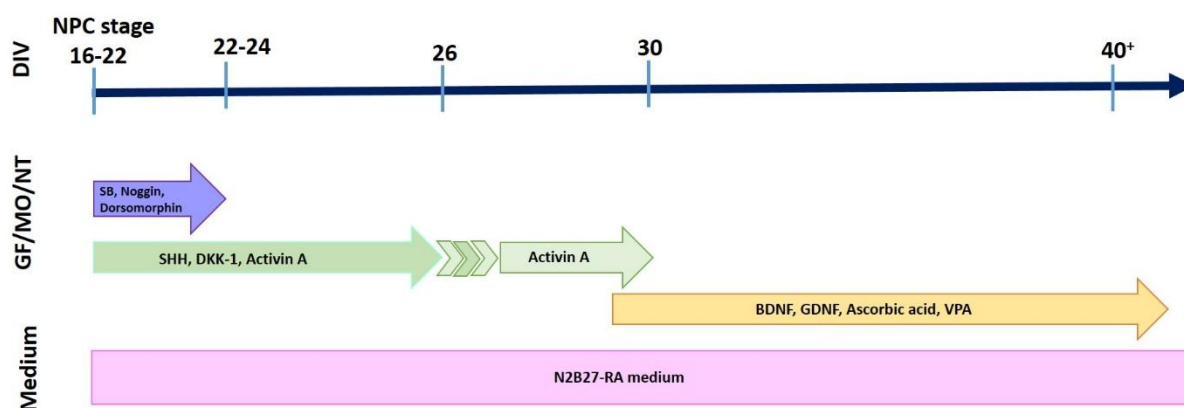 NPC stage
16-22
22-24
26
30
40+
DIV
SB, Noggin,
Dorsomorphin
SHH, DKK-1, Activin A
Activin A
BDNF, GDNF, Ascorbic acid, VPA
GF/MO/NT
N2B27-RA medium
Medium